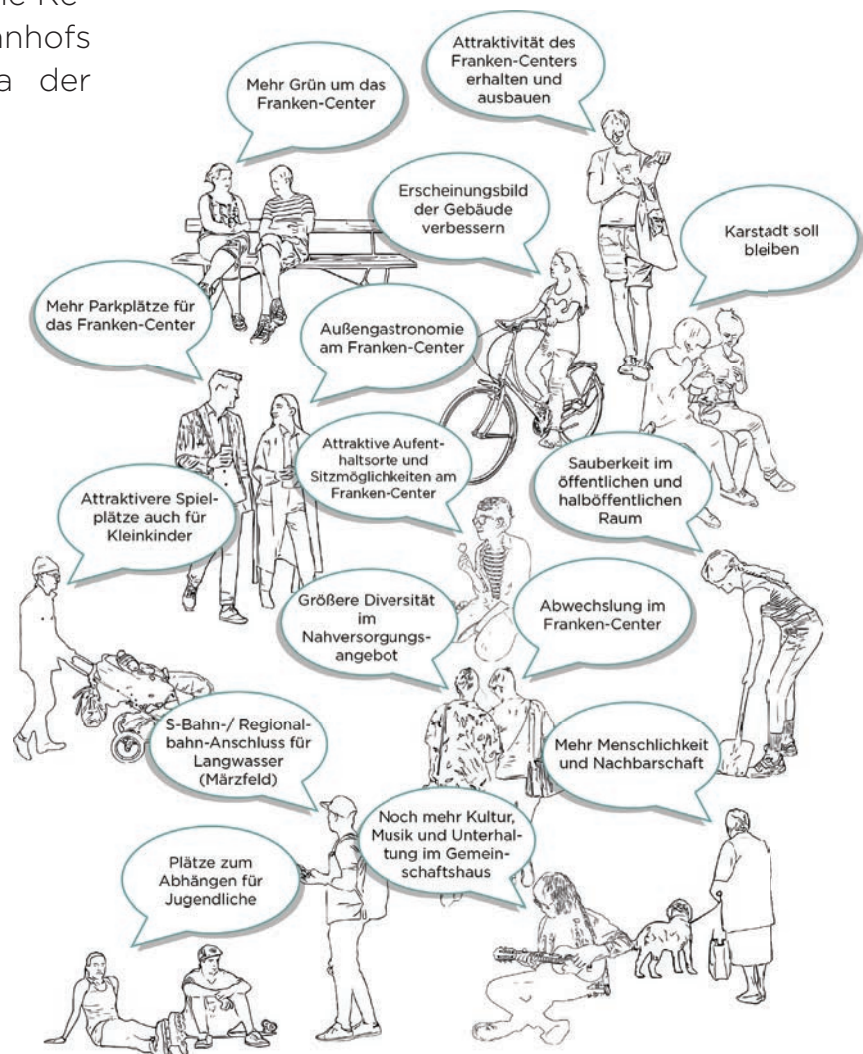 ne Re-
nnhofs
a der
Attraktivität des
Franken-Centers
erhalten und
ausbauen
Mehr Grün um das
Franken-Center
Erscheinungsbild
der Gebäude
verbessern
Karstadt soll
bleiben
Mehr Parkplätze für
das Franken-Center
Außengastronomie
am Franken-Center
Attraktive Aufent-
haltsorte und
Sitzmöglichkeiten am
Franken-Center
Sauberkeit im
öffentlichen und
halböffentlichen
Raum
Attraktivere Spiel-
plätze auch für
Kleinkinder
Größere Diversität
im
Nahversorgungs-
angebot
Abwechslung im
Franken-Center
S-Bahn-/ Regional-
bahn-Anschluss für
Langwasser
(Märzfeld)
Mehr Menschlichkeit
und Nachbarschaft
Noch mehr Kultur,
Musik und Unterhal-
tung im Gemein-
schaftshaus
Plätze zum
Abhängen für
Jugendliche